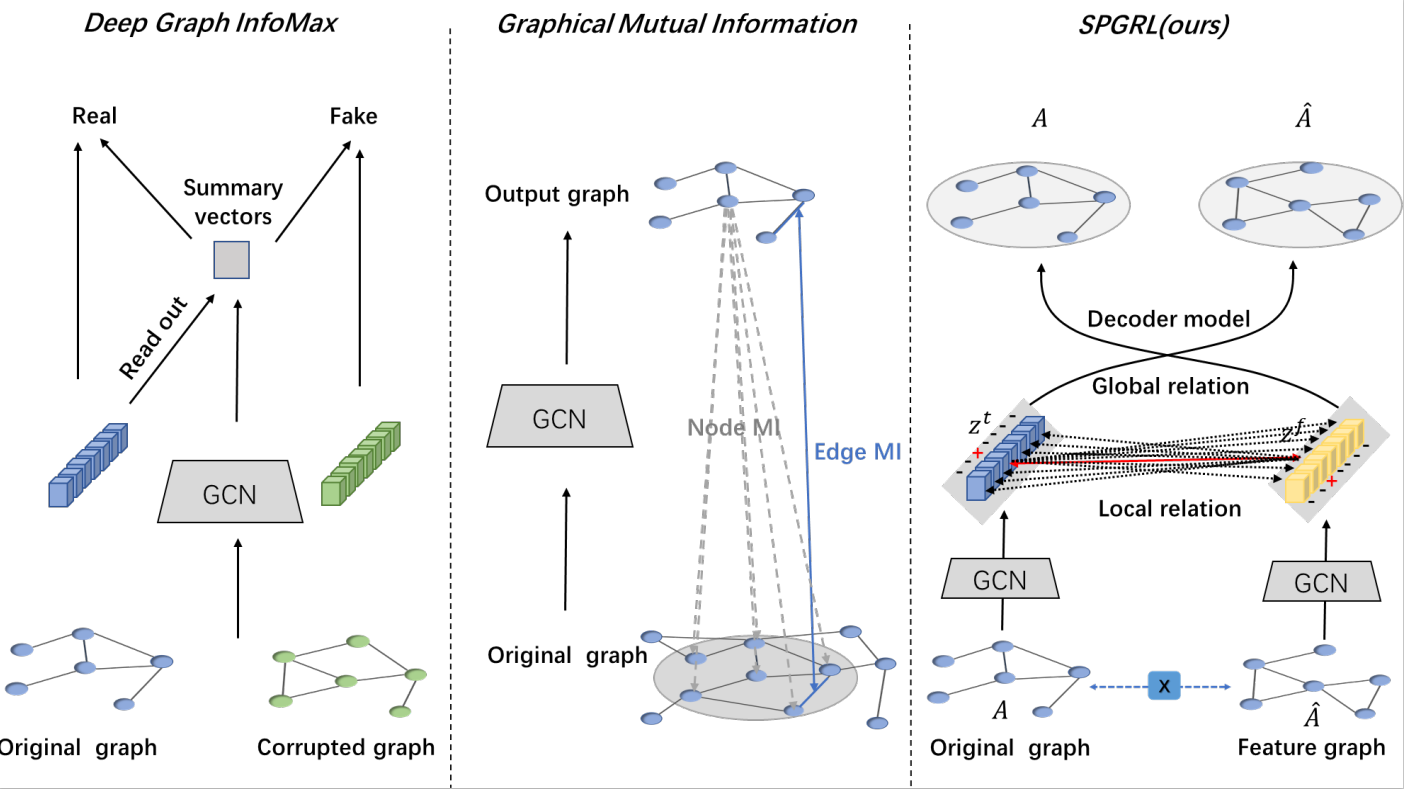 Deep Graph InfoMax
Real
Fake
Summary
vectors
Read out
GCN
Original graph
Corrupted graph
Graphical Mutual Information
Output graph
GCN
Node MI
Edge MI
Original graph
SPGRL(ours)
A
Â
Decoder model
Global relation
z^t
z^f
- - + - - - -
- - + - - - -
Local relation
GCN
GCN
X
A
Â
Original graph
Feature graph